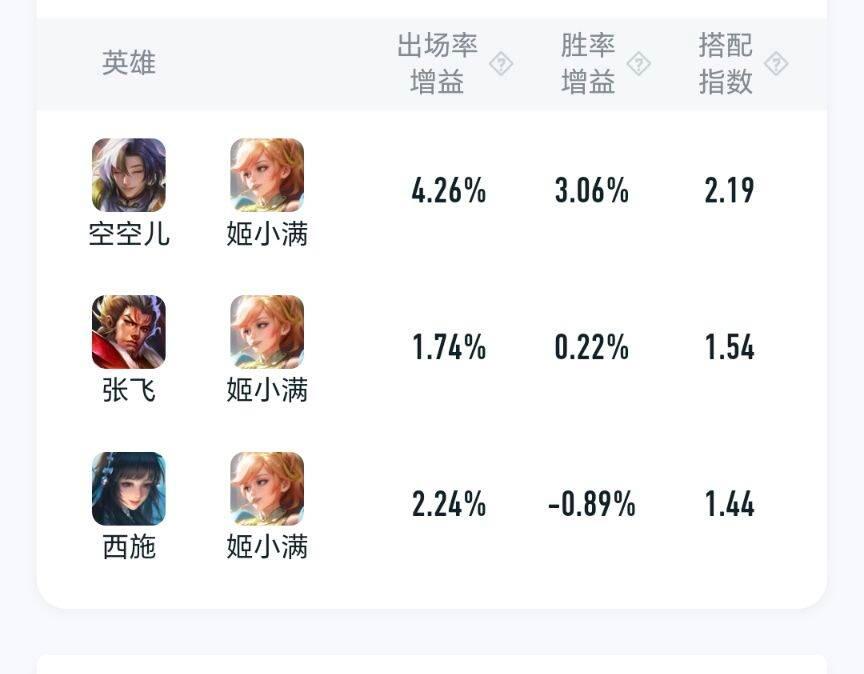 英雄
出场率
增益
胜率
增益
搭配
指数
空空儿 姬小满 4.26% 3.06% 2.19
张飞 姬小满 1.74% 0.22% 1.54
西施 姬小满 2.24% -0.89% 1.44